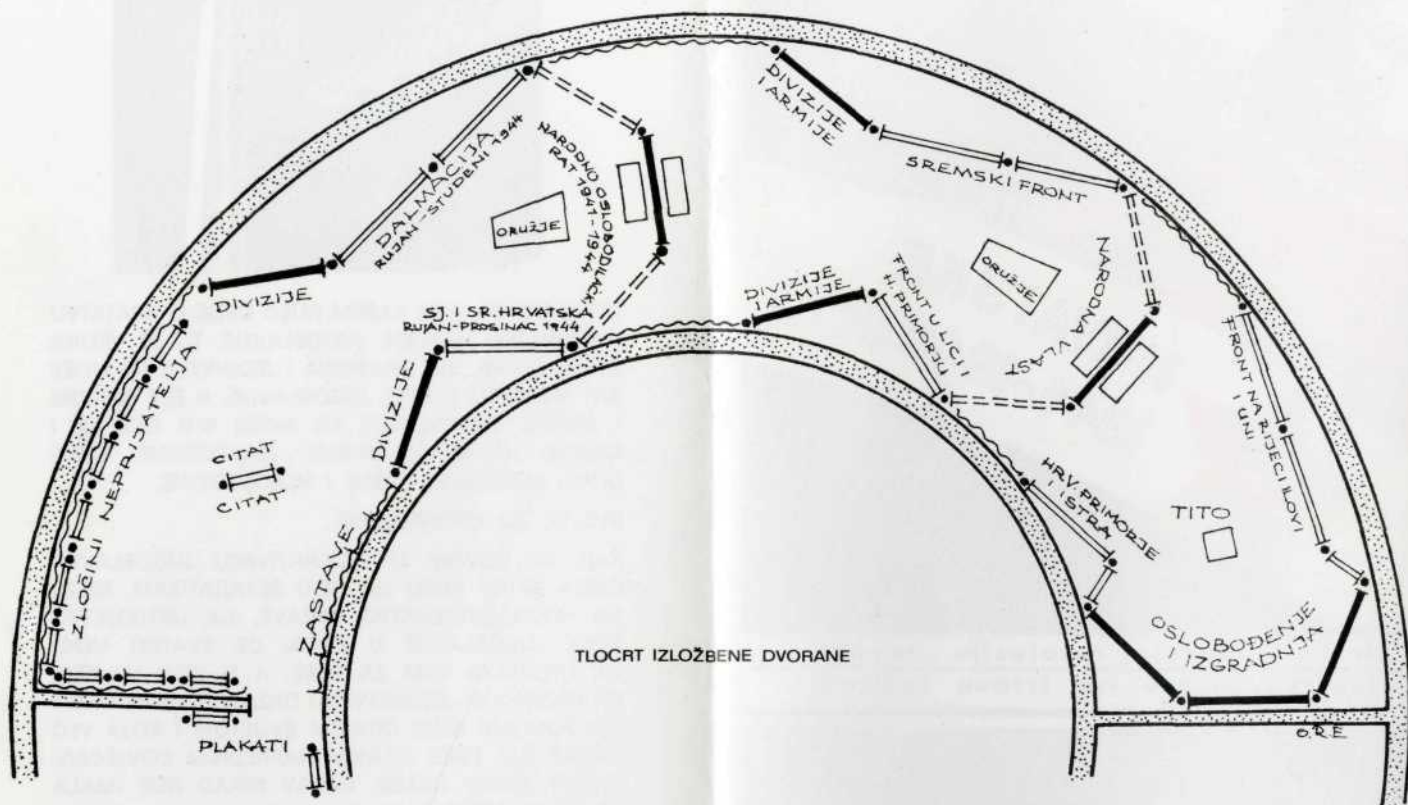 DIVIZIJE
I ARMIJE
SREMSKI FRONT
DALMACIJA
RUJAN-STUDENI 1944
NARODNO OSLOBODILAČKI
RAT 1941-1944
ORUŽJE
DIVIZIJE
SJ. I SR. HRVATSKA
RUJAN-PROSINAC 1944
DIVIZIJE
I ARMIJE
FRONT U LICI I
H. PRIMORJU
ORUŽJE
NARODNA VLAST
FRONT NA RIJECI ILOVI
I UNI
ZLOČINI NEPRIJATELJA
CITAT
CITAT
DIVIZIJE
ZASTAVE
HRV. PRIMORJE
I ISTRA
TITO
OSLOBOĐENJE
I IZGRADNJA
TLOCRT IZLOŽBENE DVORANE
PLAKATI
O.R.E